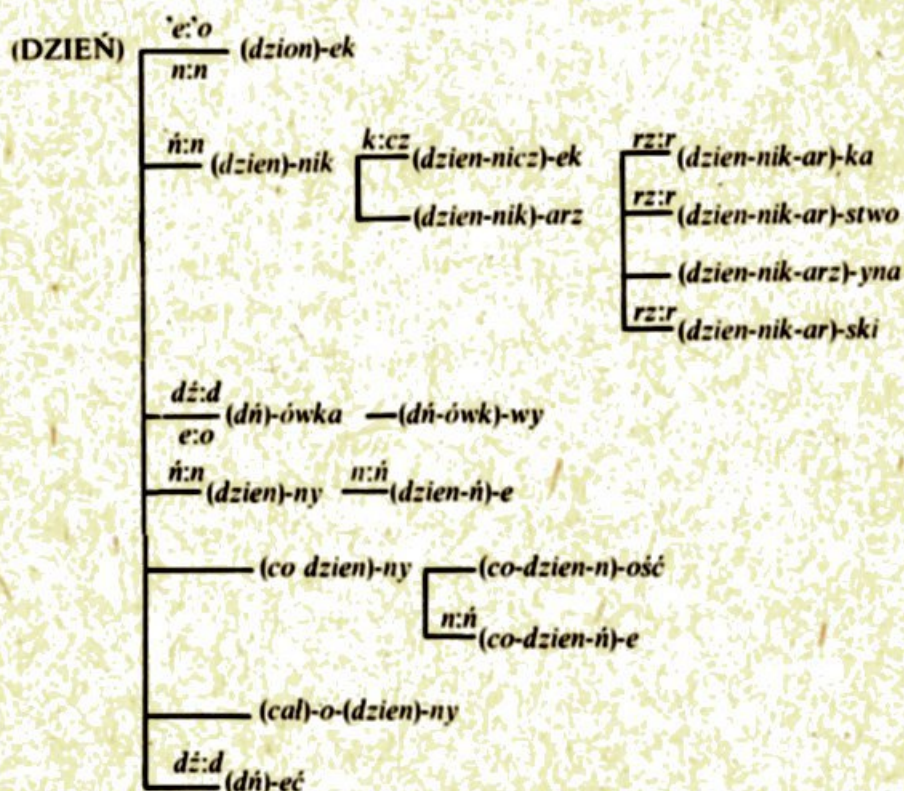 'e:'o
(DZIEŃ) (dzion)-ek
n:n
ń:n (dzien)-nik k:cz (dzien-nicz)-ek rz:r (dzien-nik-ar)-ka
(dzien-nik)-arz rz:r (dzien-nik-ar)-stwo
(dzien-nik-arz)-yna
rz:r (dzien-nik-ar)-ski
dź:d (dń)-ówka (dń-ówk)-wy
e:o
ń:n (dzien)-ny n:ń (dzien-ń)-e
(co dzien)-ny (co-dzien-n)-ość
n:ń (co-dzien-ń)-e
(cał)-o-(dzien)-ny
dź:d (dń)-eć